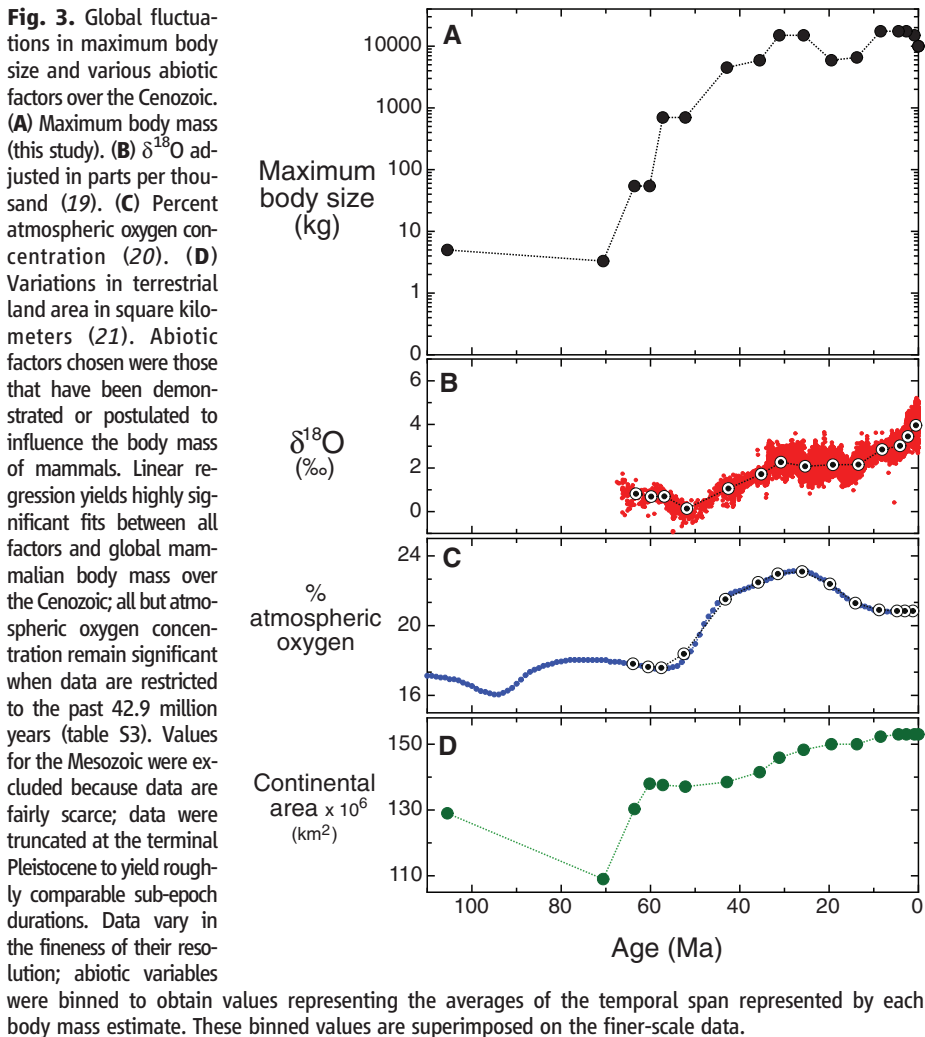 Fig. 3. Global fluctua-
tions in maximum body
size and various abiotic
factors over the Cenozoic.
(A) Maximum body mass
(this study). (B) δ18O ad-
justed in parts per thou-
sand (19). (C) Percent
atmospheric oxygen con-
centration (20). (D)
Variations in terrestrial
land area in square kilo-
meters (21). Abiotic
factors chosen were those
that have been demon-
strated or postulated to
influence the body mass
of mammals. Linear re-
gression yields highly sig-
nificant fits between all
factors and global mam-
malian body mass over
the Cenozoic; all but atmo-
spheric oxygen concen-
tration remain significant
when data are restricted
to the past 42.9 million
years (table S3). Values
for the Mesozoic were ex-
cluded because data are
fairly scarce; data were
truncated at the terminal
Pleistocene to yield rough-
ly comparable sub-epoch
durations. Data vary in
the fineness of their reso-
lution; abiotic variables
were binned to obtain values representing the averages of the temporal span represented by each
body mass estimate. These binned values are superimposed on the finer-scale data.
A
Maximum
body size
(kg)
10000
1000
100
10
1
0
B
δ18O
(‰)
6
4
2
0
C
%
atmospheric
oxygen
24
20
16
D
Continental
area x 10^6
(km2)
150
130
110
100 80 60 40 20 0
Age (Ma)